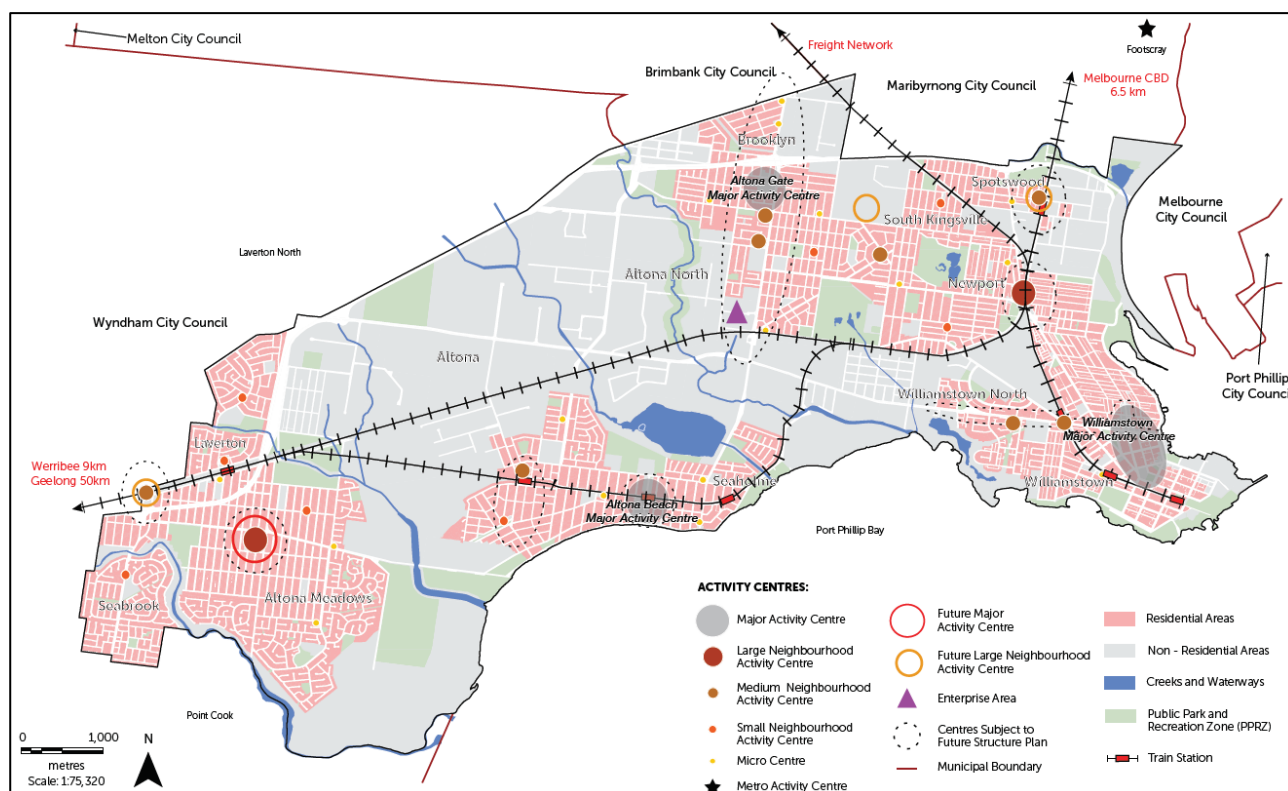 Melton City Council
Freight Network
Footscray
Brimbank City Council
Maribyrnong City Council
Melbourne CBD
6.5 km
Brooklyn
Altona Gate
Major Activity Centre
Spotswood
Melbourne
City Council
South Kingsville
Laverton North
Altona North
Newport
Wyndham City Council
Altona
Port Phillip
City Council
Williamstown North
Williamstown
Major Activity Centre
Laverton
Werribee 9km
Geelong 50km
Seaholme
Williamstown
Altona Beach
Major Activity Centre
Port Phillip Bay
Seabrook
Altona Meadows
Point Cook
0 1,000
metres
Scale: 1:75,320
N
ACTIVITY CENTRES:
Major Activity Centre
Large Neighbourhood
Activity Centre
Medium Neighbourhood
Activity Centre
Small Neighbourhood
Activity Centre
Micro Centre
Metro Activity Centre
Future Major
Activity Centre
Future Large Neighbourhood
Activity Centre
Enterprise Area
Centres Subject to
Future Structure Plan
Municipal Boundary
Residential Areas
Non - Residential Areas
Creeks and Waterways
Public Park and
Recreation Zone (PPRZ)
Train Station